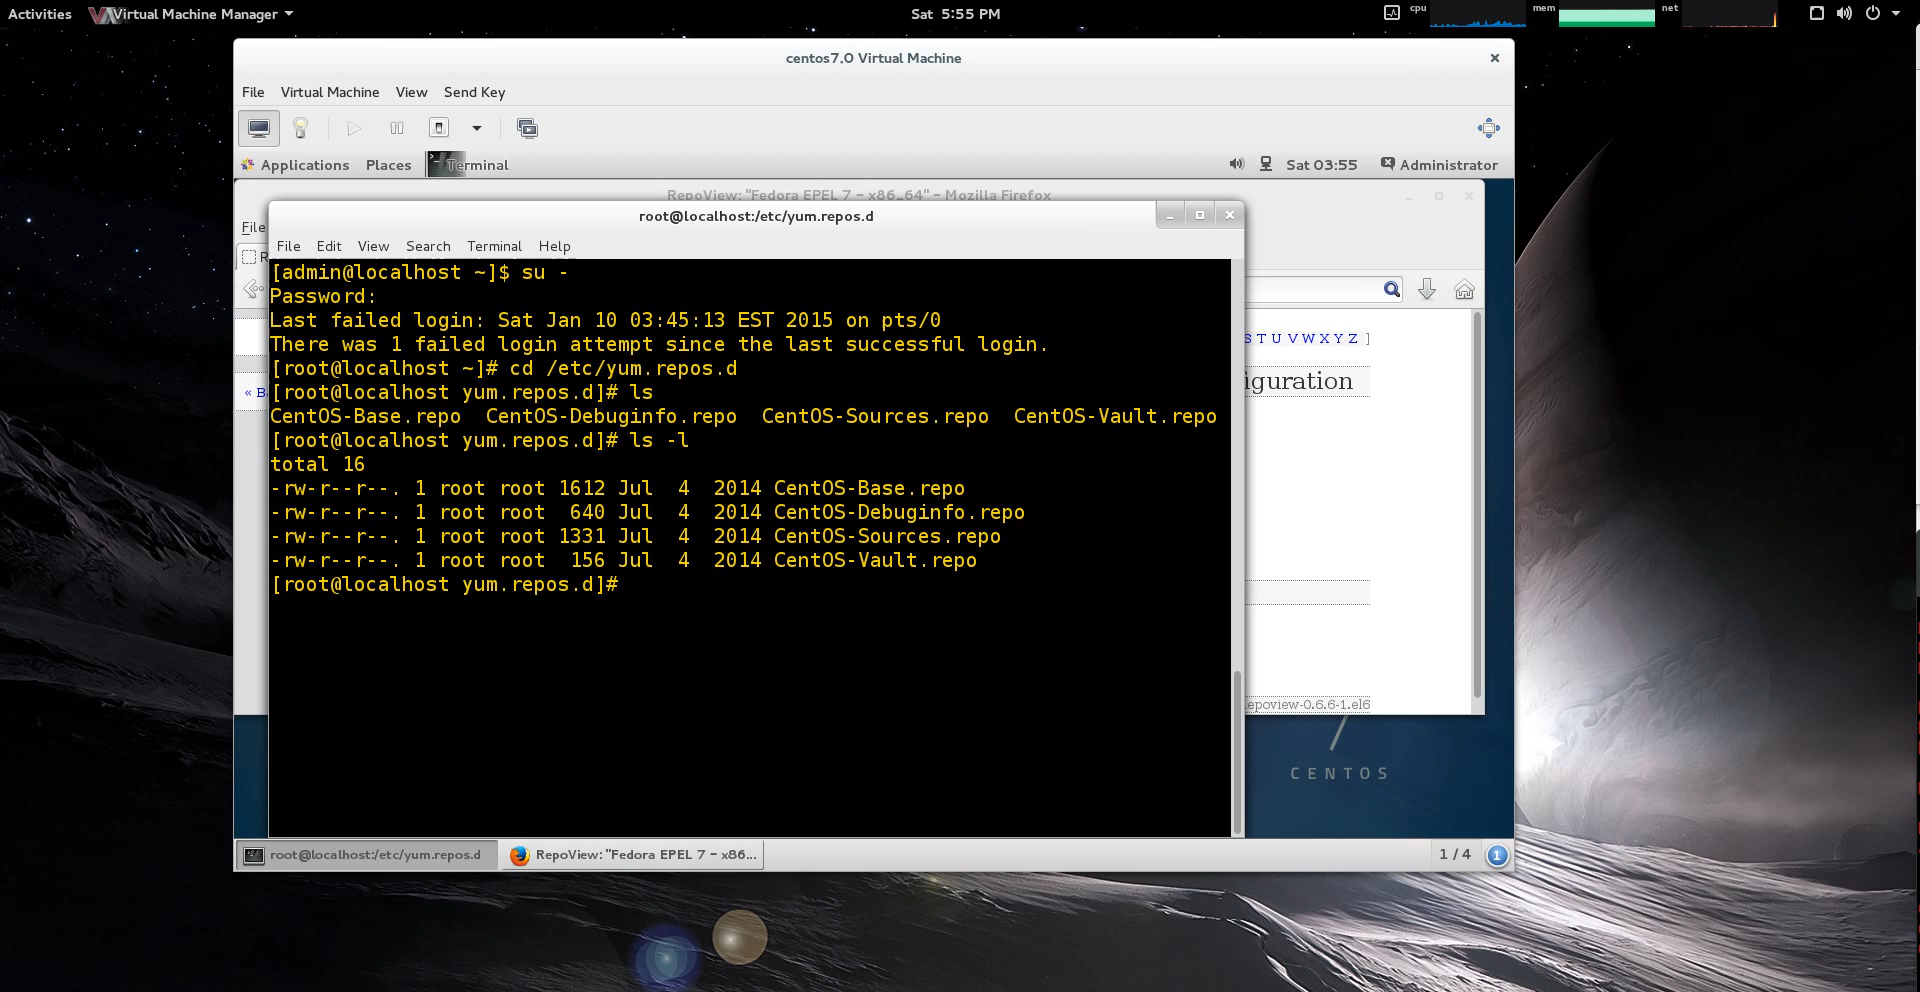 Activities Virtual Machine Manager Sat 5:55 PM cpu mem net
centos7.0 Virtual Machine
File Virtual Machine View Send Key
Applications Places Terminal Sat 03:55 Administrator
RepoView: "Fedora EPEL 7 - x86_64" - Mozilla Firefox
root@localhost:/etc/yum.repos.d
File
File Edit View Search Terminal Help
R
[admin@localhost ~]$ su -
Password:
Last failed login: Sat Jan 10 03:45:13 EST 2015 on pts/0
There was 1 failed login attempt since the last successful login.
[root@localhost ~]# cd /etc/yum.repos.d
[root@localhost yum.repos.d]# ls
CentOS-Base.repo  CentOS-Debuginfo.repo  CentOS-Sources.repo  CentOS-Vault.repo
[root@localhost yum.repos.d]# ls -l
total 16
-rw-r--r--. 1 root root 1612 Jul  4  2014 CentOS-Base.repo
-rw-r--r--. 1 root root  640 Jul  4  2014 CentOS-Debuginfo.repo
-rw-r--r--. 1 root root 1331 Jul  4  2014 CentOS-Sources.repo
-rw-r--r--. 1 root root  156 Jul  4  2014 CentOS-Vault.repo
[root@localhost yum.repos.d]#
S T U V W X Y Z ]
« B
iguration
epoview-0.6.6-1.el6
7
CENTOS
root@localhost:/etc/yum.repos.d RepoView: "Fedora EPEL 7 - x86... 1 / 4 1